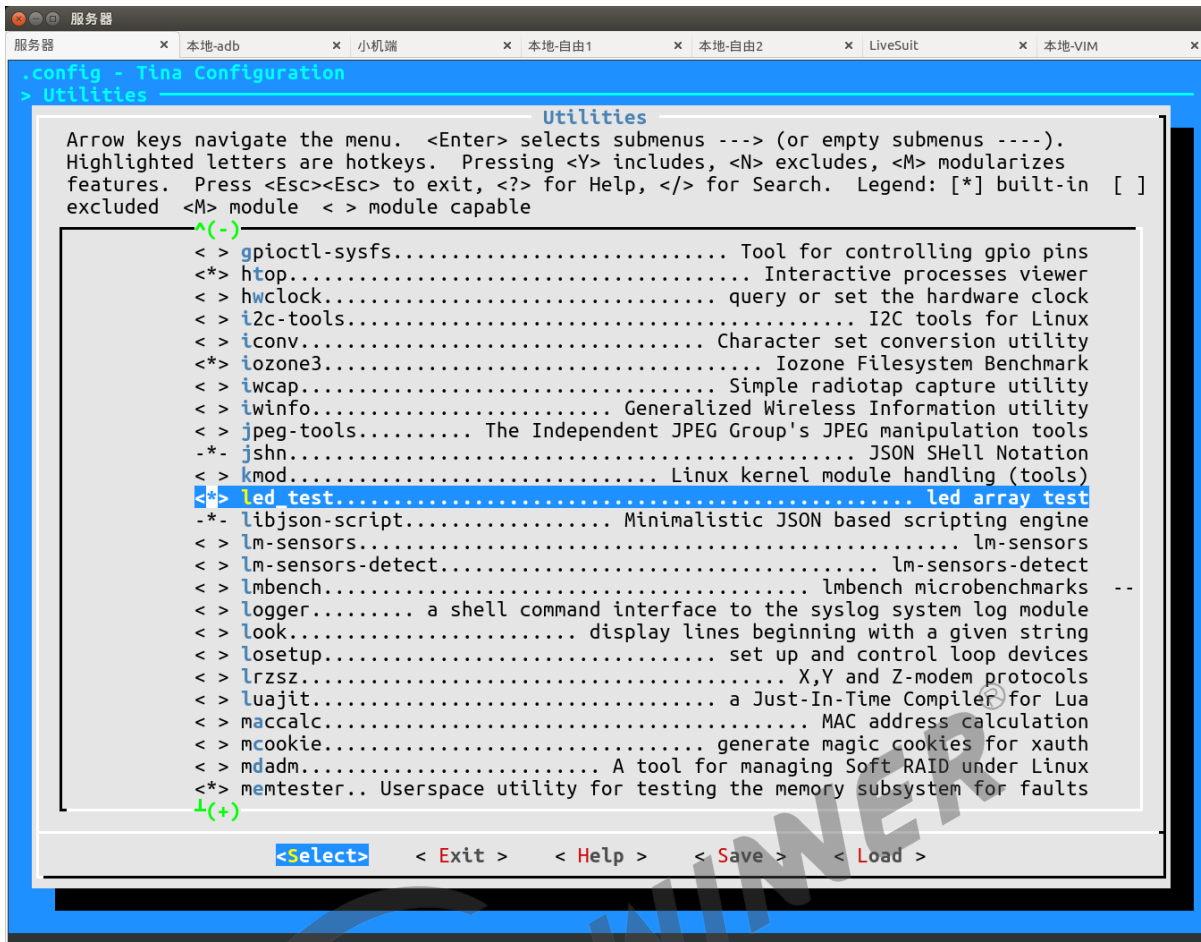 服务器
服务器 × 本地-adb × 小机端 × 本地-自由1 × 本地-自由2 × LiveSuit × 本地-VIM ×
.config - Tina Configuration
> Utilities
Utilities
Arrow keys navigate the menu.  <Enter> selects submenus ---> (or empty submenus ----).
Highlighted letters are hotkeys.  Pressing <Y> includes, <N> excludes, <M> modularizes
features.  Press <Esc><Esc> to exit, <?> for Help, </> for Search.  Legend: [*] built-in  [ ]
excluded  <M> module  < > module capable
^(-)
< > gpioctl-sysfs............................. Tool for controlling gpio pins
<*> htop........................................ Interactive processes viewer
< > hwclock.................................. query or set the hardware clock
< > i2c-tools............................................ I2C tools for Linux
< > iconv................................... Character set conversion utility
<*> iozone3...................................... Iozone Filesystem Benchmark
< > iwcap.................................... Simple radiotap capture utility
< > iwinfo.......................... Generalized Wireless Information utility
< > jpeg-tools.......... The Independent JPEG Group's JPEG manipulation tools
-*- jshn................................................. JSON SHell Notation
< > kmod................................ Linux kernel module handling (tools)
<*> led_test.................................................. led array test
-*- libjson-script.................. Minimalistic JSON based scripting engine
< > lm-sensors.................................................... lm-sensors
< > lm-sensors-detect...................................... lm-sensors-detect
< > lmbench.......................................... lmbench microbenchmarks  --
< > logger......... a shell command interface to the syslog system log module
< > look......................... display lines beginning with a given string
< > losetup.................................. set up and control loop devices
< > lrzsz.......................................... X,Y and Z-modem protocols
< > luajit................................... a Just-In-Time Compiler for Lua
< > maccalc.......................................... MAC address calculation
< > mcookie................................. generate magic cookies for xauth
< > mdadm.......................... A tool for managing Soft RAID under Linux
<*> memtester.. Userspace utility for testing the memory subsystem for faults
┴(+)
<Select>    < Exit >    < Help >    < Save >    < Load >
WINNER®